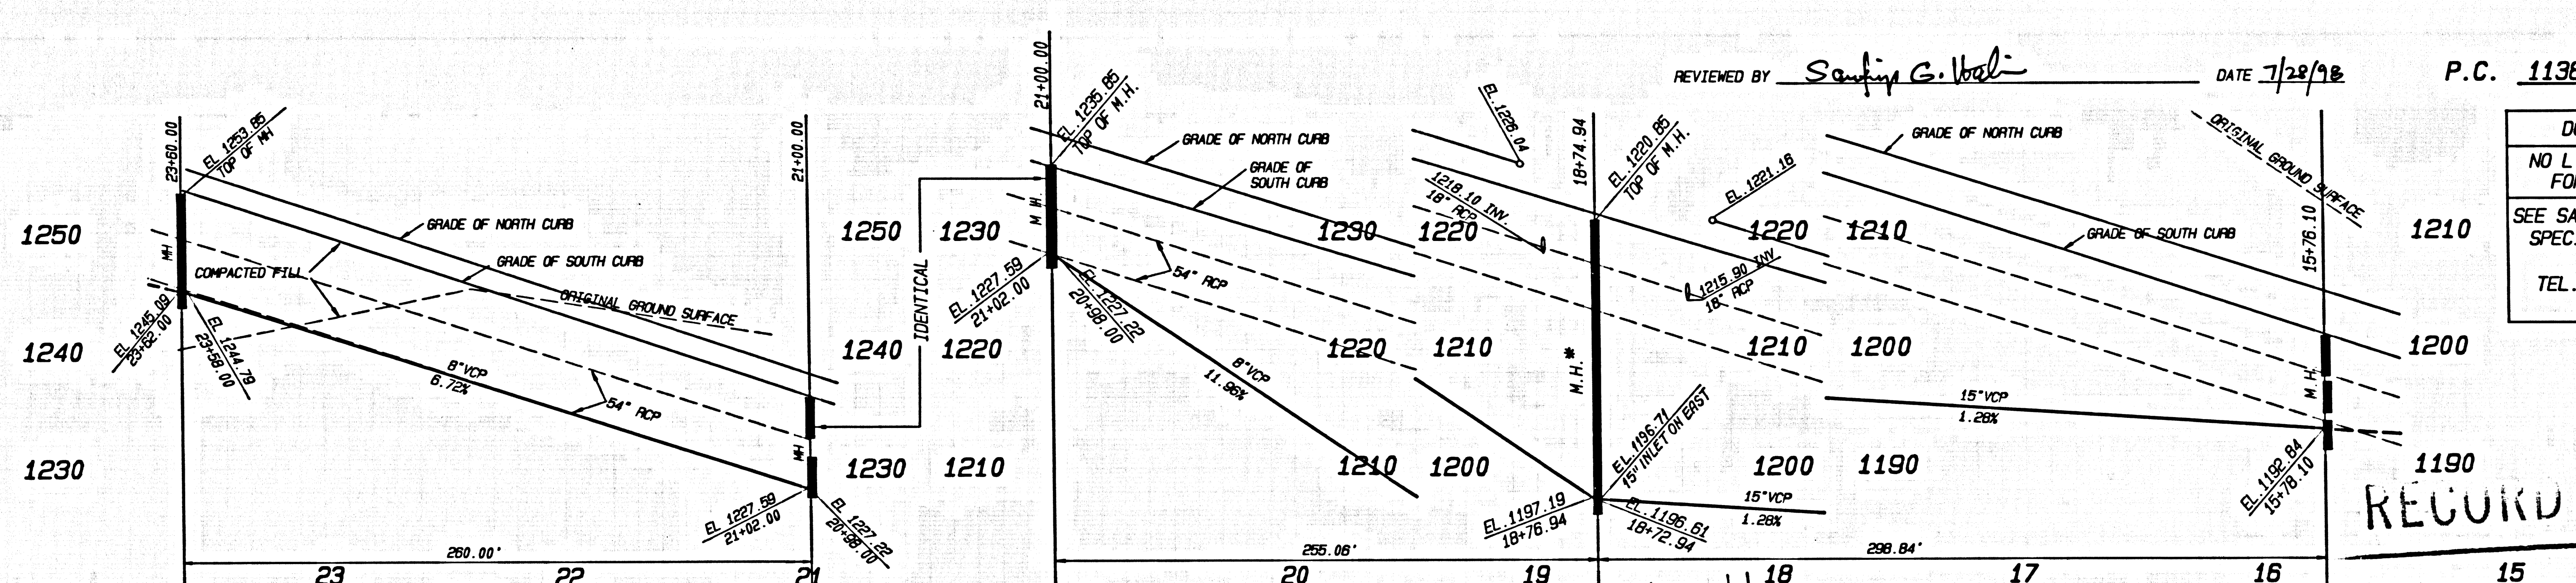 REVIEWED BY
DATE 7/28/98
P.C. 1138
23+60.00
EL 1253.85
TOP OF MH
21+00.00
21+00.00
EL.1235.85
TOP OF M.H.
EL.1226.04
18+74.94
EL.1220.85
TOP OF M.H.
ORIGINAL GROUND SURFACE
GRADE OF NORTH CURB
GRADE OF NORTH CURB
GRADE OF NORTH CURB
GRADE OF
SOUTH CURB
1218.10 INV.
18" RCP
EL.1221.16
NO L
FO
SEE SA
SPEC.
TEL.
1250
1250
1230
1230
1220
1220
1210
1210
MH
M H.
GRADE OF SOUTH CURB
GRADE OF SOUTH CURB
15+76.10
COMPACTED FILL
ORIGINAL GROUND SURFACE
IDENTICAL
54" RCP
1215.90 INV
18" RCP
EL 1245.09
23+62.00
EL 1244.79
23+58.00
EL.1227.59
21+02.00
EL.1227.22
20+98.00
1240
1240
1220
1220
1210
1210
1200
1200
8"VCP
6.72%
54" RCP
8"VCP
11.96%
M.H.*
15"VCP
1.28%
M.H.
EL.1196.71
15" INLET ON EAST
1230
1230
1210
1210
1200
1200
1190
1190
MH
EL 1227.59
21+02.00
EL 1227.22
20+98.00
EL.1197.19
18+76.94
EL.1196.61
18+72.94
15"VCP
1.28%
EL.1192.84
15+78.10
RECORD
260.00'
255.06'
298.84'
23
22
21
20
19
18
17
16
15